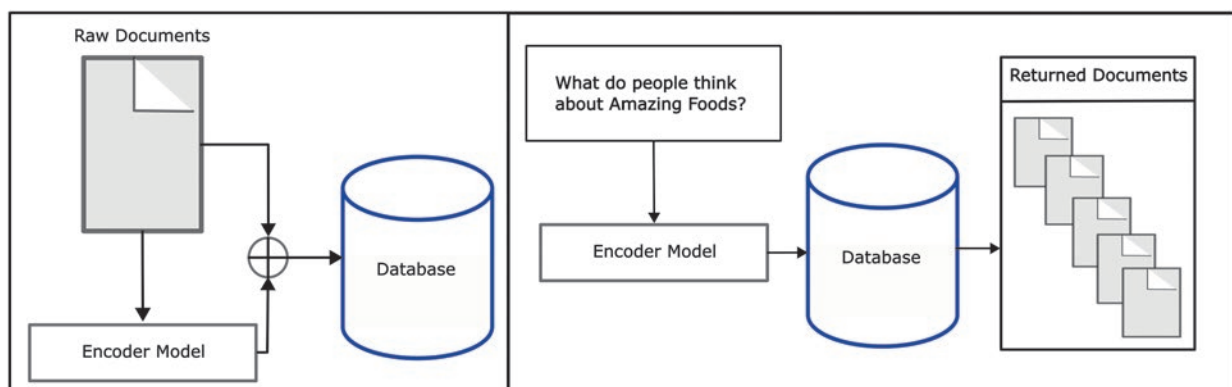 Raw Documents
Encoder Model
Database
What do people think
about Amazing Foods?
Encoder Model
Database
Returned Documents